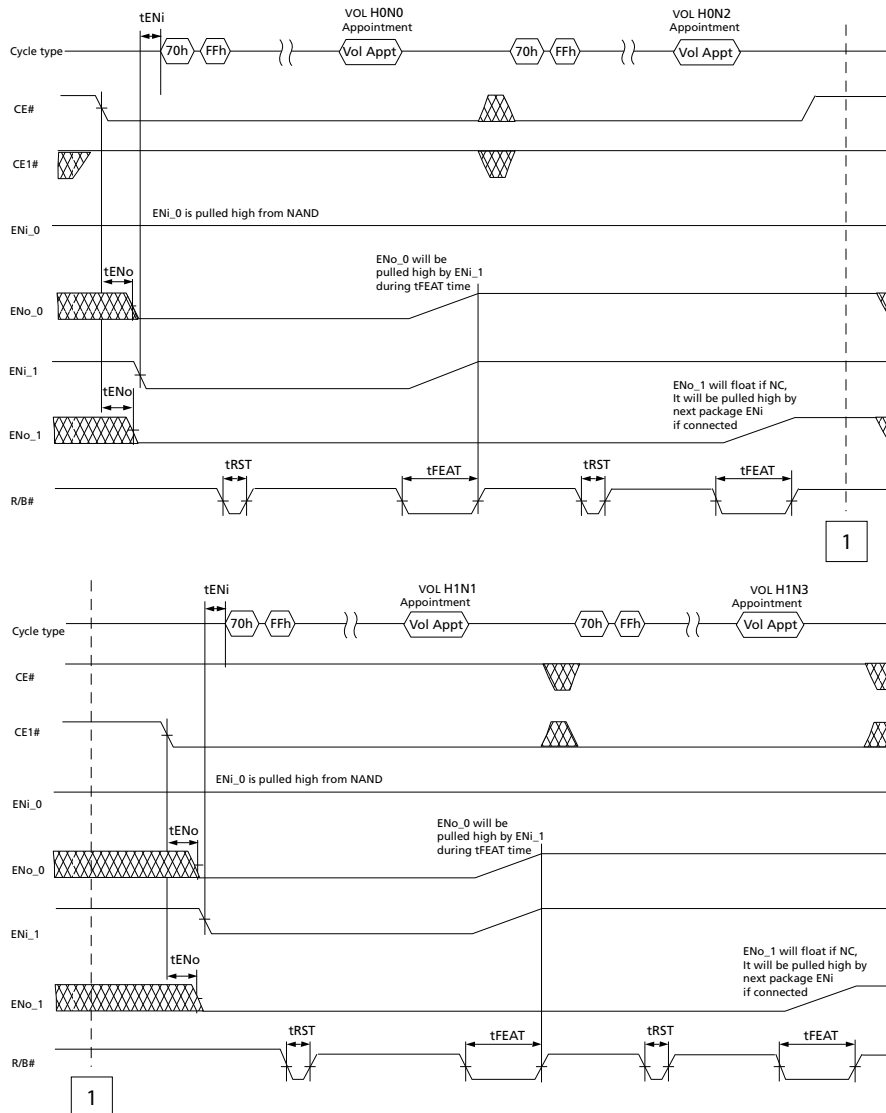 tENi
VOL H0N0
Appointment
VOL H0N2
Appointment
Cycle type
70h
FFh
Vol Appt
70h
FFh
Vol Appt
CE#
CE1#
ENi_0 is pulled high from NAND
ENi_0
tENo
ENo_0 will be
pulled high by ENi_1
during tFEAT time
ENo_0
ENi_1
tENo
ENo_1 will float if NC,
It will be pulled high by
next package ENi
if connected
ENo_1
tRST
tFEAT
tRST
tFEAT
R/B#
1
tENi
VOL H1N1
Appointment
VOL H1N3
Appointment
Cycle type
70h
FFh
Vol Appt
70h
FFh
Vol Appt
CE#
CE1#
ENi_0 is pulled high from NAND
ENi_0
tENo
ENo_0 will be
pulled high by ENi_1
during tFEAT time
ENo_0
ENi_1
tENo
ENo_1 will float if NC,
It will be pulled high by
next package ENi
if connected
ENo_1
tRST
tFEAT
tRST
tFEAT
R/B#
1